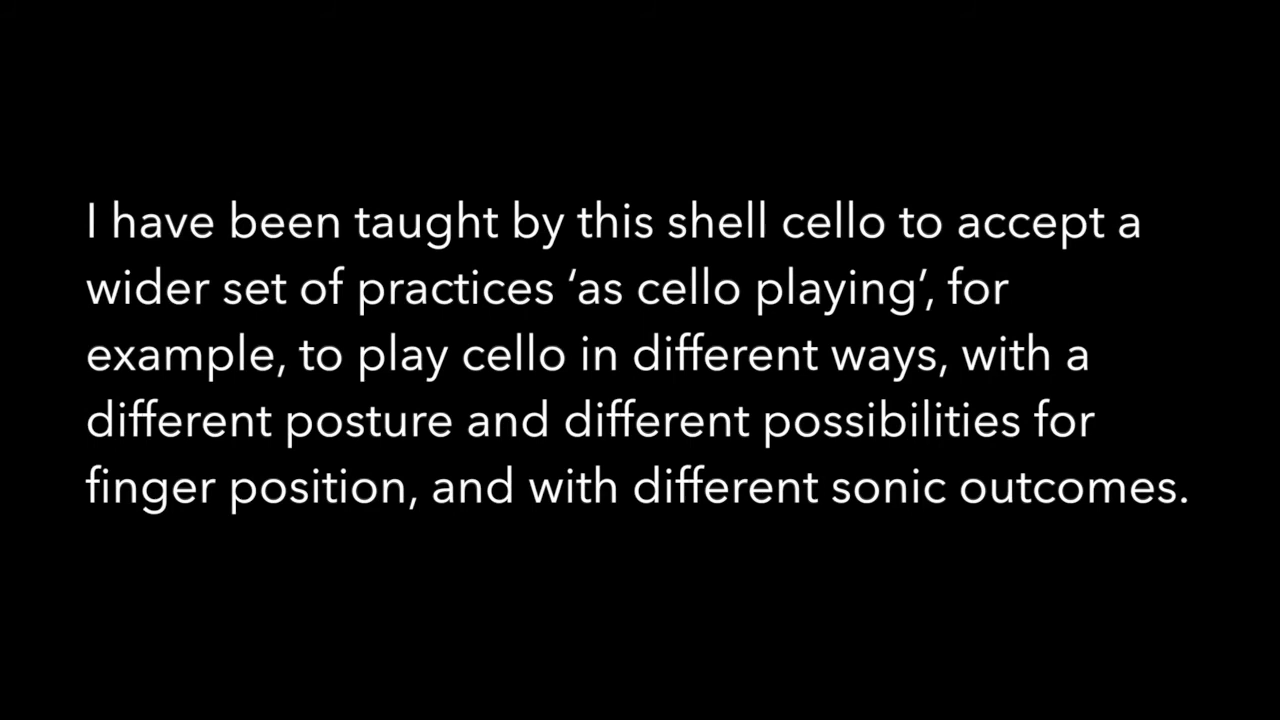 I have been taught by this shell cello to accept a
wider set of practices ‘as cello playing’, for
example, to play cello in different ways, with a
different posture and different possibilities for
finger position, and with different sonic outcomes.